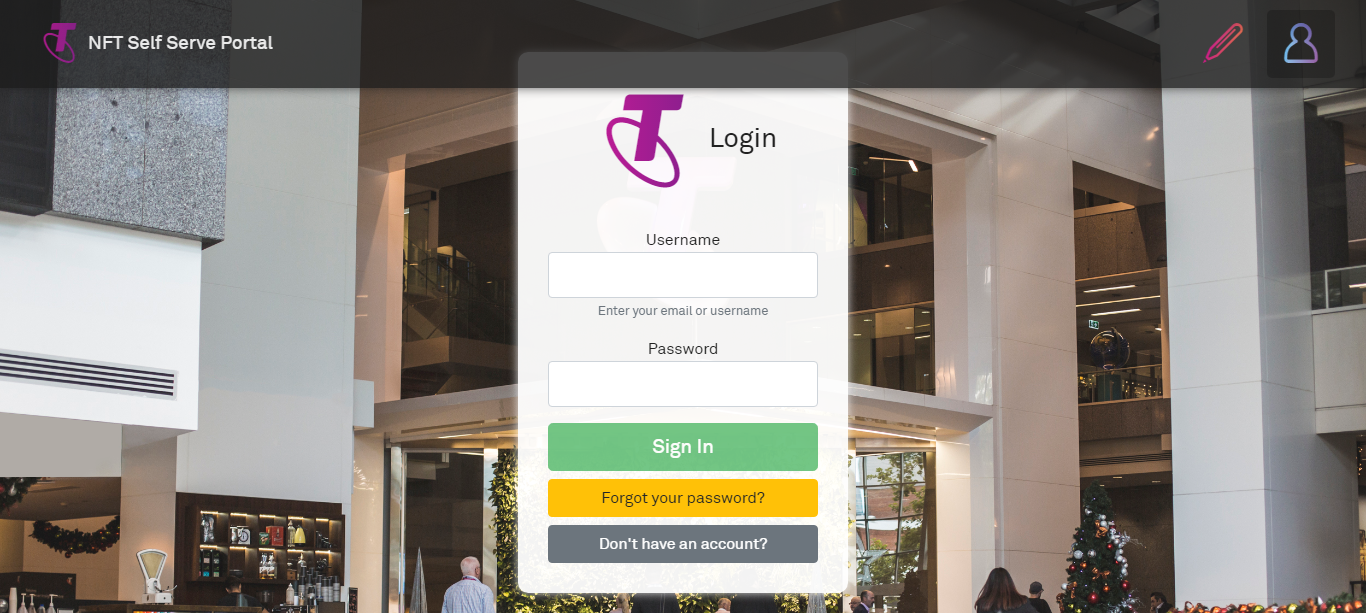 NFT Self Serve Portal
Login
Username
Enter your email or username
Password
Sign In
Forgot your password?
Don't have an account?